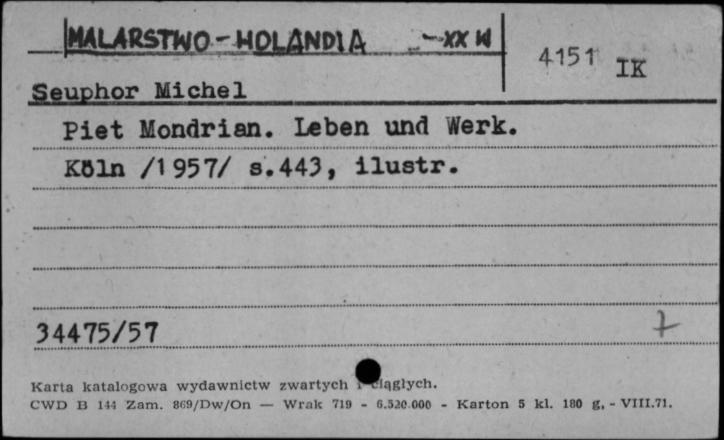 MALARSTWO - HOLANDIA - XX W
4151 IK
Seuphor Michel
Piet Mondrian. Leben und Werk.
Köln /1957/ s.443, ilustr.
34475/57
Karta katalogowa wydawnictw zwartych i ciągłych.
CWD B 144 Zam. 869/Dw/On — Wrak 719 - 6.520.000 - Karton 5 kl. 180 g. - VIII.71.